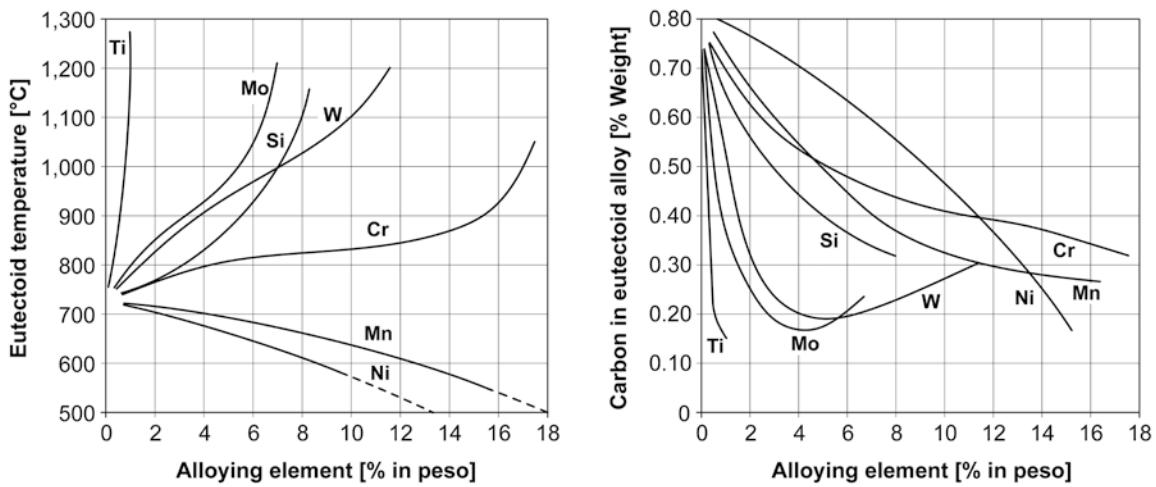 Eutectoid temperature [°C]
1,300
1,200
1,100
1,000
900
800
700
600
500
Ti
Mo
Si
W
Cr
Mn
Ni
0 2 4 6 8 10 12 14 16 18
Alloying element [% in peso]
Carbon in eutectoid alloy [% Weight]
0.80
0.70
0.60
0.50
0.40
0.30
0.20
0.10
0
Si
Cr
W
Ni
Mn
Ti
Mo
0 2 4 6 8 10 12 14 16 18
Alloying element [% in peso]